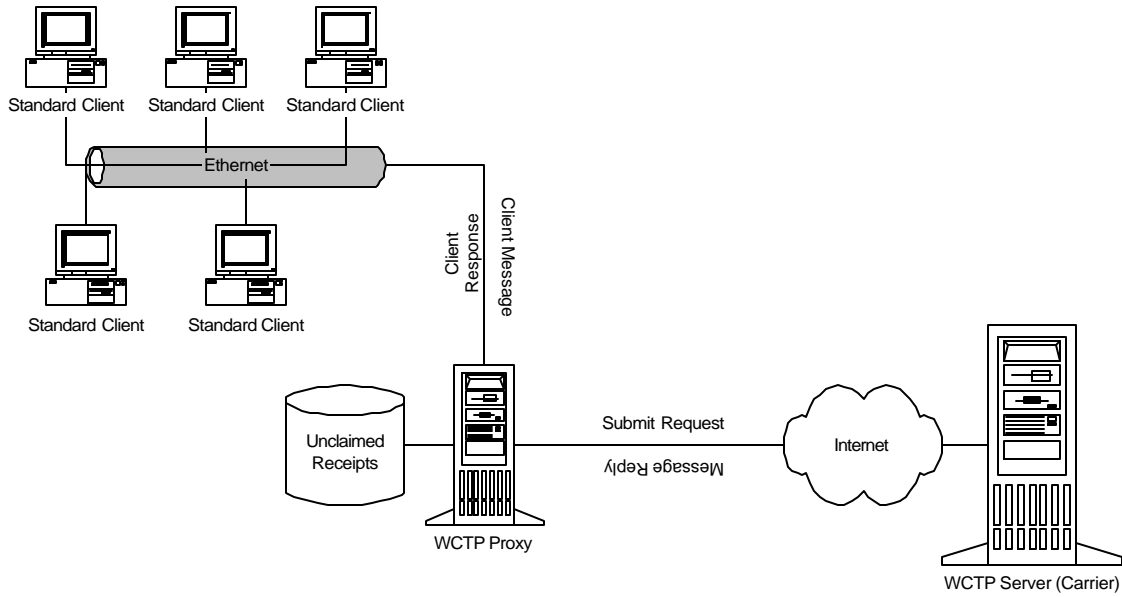 Standard Client
Standard Client
Standard Client
Ethernet
Client Message
Client
Response
Standard Client
Standard Client
Unclaimed
Receipts
Submit Request
Message Reply
Internet
WCTP Proxy
WCTP Server (Carrier)